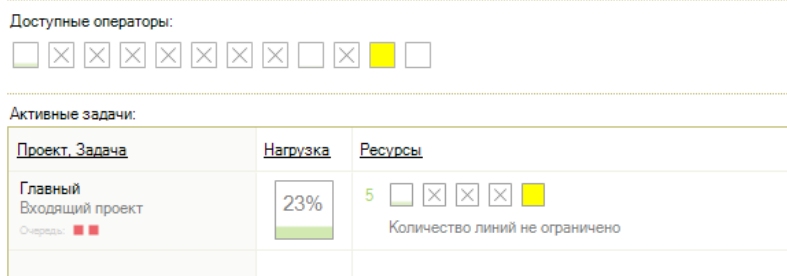 Доступные операторы:
Активные задачи:
Проект, Задача Нагрузка Ресурсы
Главный
Входящий проект
Очередь:
23%
5
Количество линий не ограничено